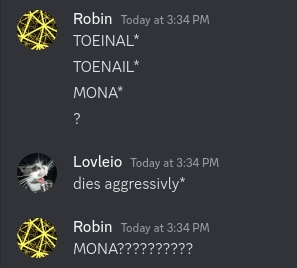 Robin Today at 3:34 PM
TOEINAL*
TOENAIL*
MONA*
?
Lovleio Today at 3:34 PM
dies aggressivly*
Robin Today at 3:34 PM
MONA??????????